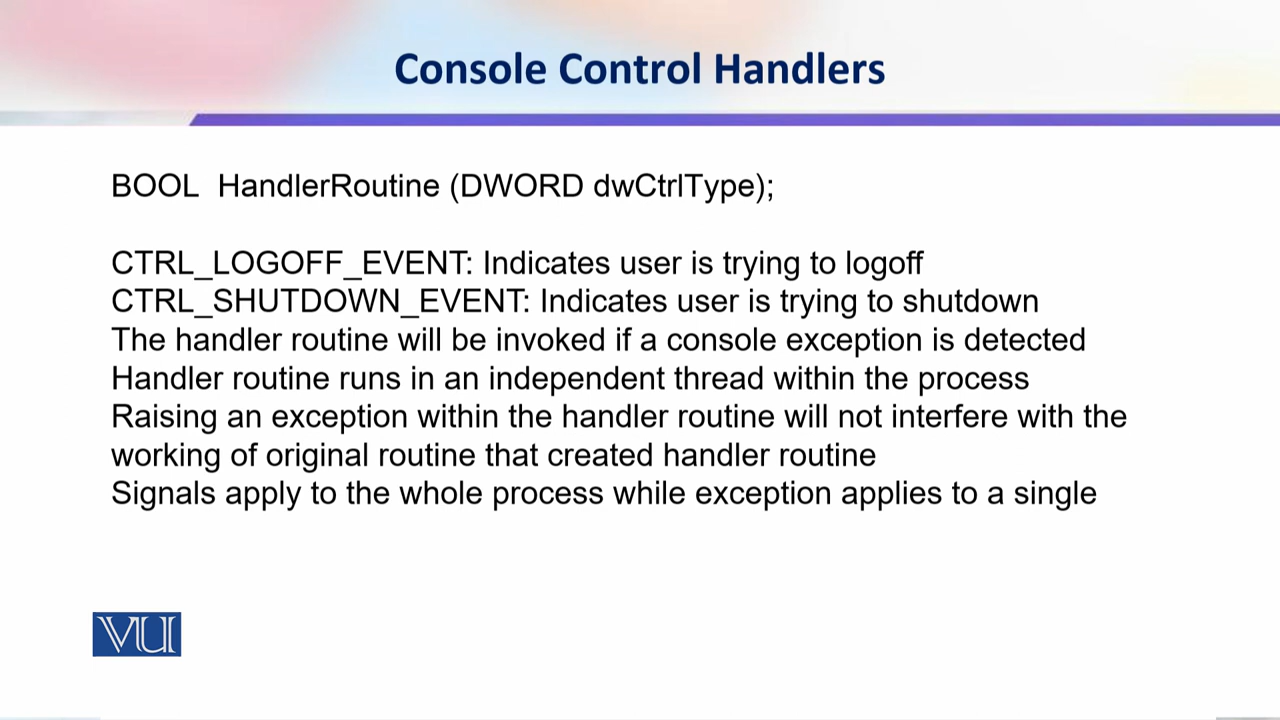 Console Control Handlers
BOOL  HandlerRoutine (DWORD dwCtrlType);
CTRL_LOGOFF_EVENT: Indicates user is trying to logoff
CTRL_SHUTDOWN_EVENT: Indicates user is trying to shutdown
The handler routine will be invoked if a console exception is detected
Handler routine runs in an independent thread within the process
Raising an exception within the handler routine will not interfere with the
working of original routine that created handler routine
Signals apply to the whole process while exception applies to a single
VU